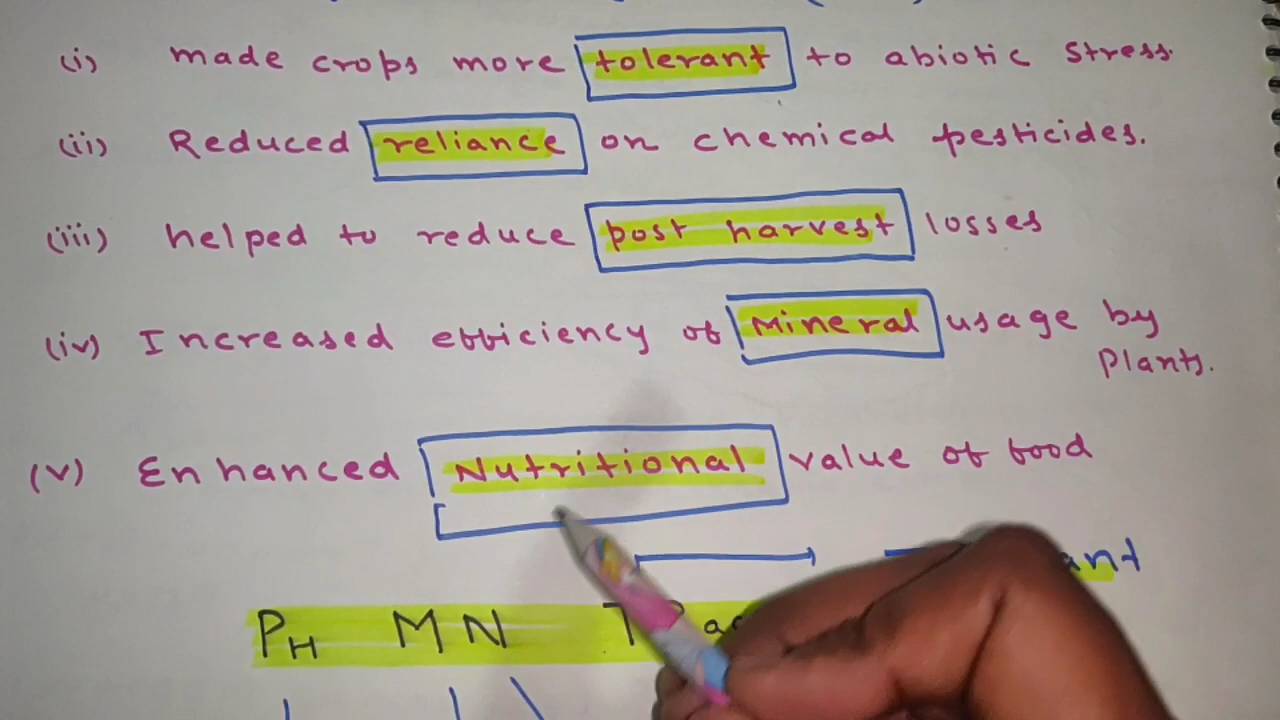 (i) made crops more tolerant to abiotic stress.
(ii) Reduced reliance on chemical pesticides.
(iii) helped to reduce post harvest losses
(iv) Increased efficiency of Mineral usage by
Plants.
(v) Enhanced Nutritional value of food
PH MN T